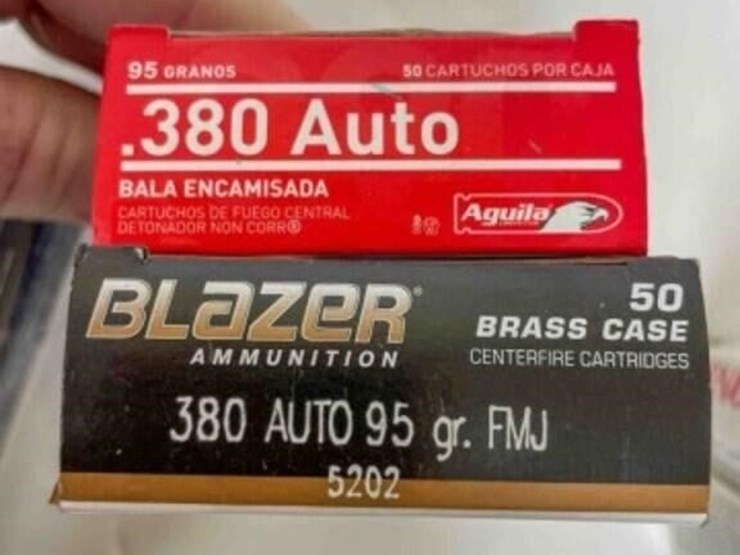 95 GRANOS 50 CARTUCHOS POR CAJA
.380 Auto
BALA ENCAMISADA
CARTUCHOS DE FUEGO CENTRAL
DETONADOR NON CORR®
Aguila
BLazeR®
AMMUNITION
50
BRASS CASE
CENTERFIRE CARTRIDGES
380 AUTO 95 gr. FMJ
5202